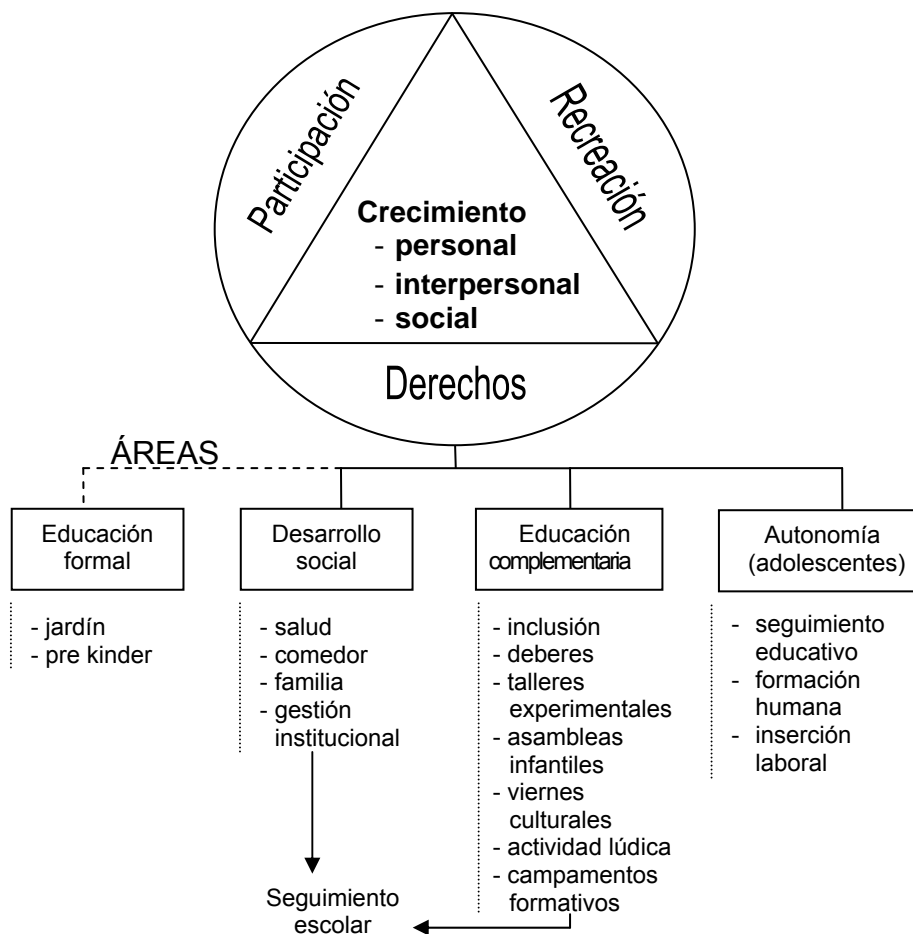 Participación
Recreación
Crecimiento
- personal
- interpersonal
- social
Derechos
ÁREAS
Educación
formal
- jardín
- pre kinder
Desarrollo
social
- salud
- comedor
- familia
- gestión
institucional
Educación
complementaria
- inclusión
- deberes
- talleres
experimentales
- asambleas
infantiles
- viernes
culturales
- actividad lúdica
- campamentos
formativos
Autonomía
(adolescentes)
- seguimiento
educativo
- formación
humana
- inserción
laboral
Seguimiento
escolar